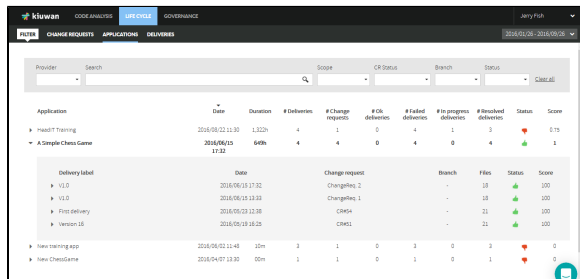 kiuwan CODE ANALYSIS LIFE CYCLE GOVERNANCE Jerry Fish
FILTER CHANGE REQUESTS APPLICATIONS DELIVERIES 2016/01/26 - 2016/09/26
Provider Search Scope CR Status Branch Status
Clear all
Application Date Duration # Deliveries # Change requests # Ok deliveries # Failed deliveries # In progress deliveries # Resolved deliveries Status Score
HeadIT Training 2016/08/22 11:30 1,322h 4 1 0 4 1 3 0.75
A Simple Chess Game 2016/06/15 17:32 649h 4 4 0 4 0 4 1
Delivery label Date Change request Branch Files Status Score
v1.0 2016/06/15 17:32 ChangeReq. 2 - 18 100
v1.0 2016/06/15 13:33 ChangeReq. 1 - 18 100
First delivery 2016/05/23 12:38 CR#54 - 21 100
Version 16 2016/05/19 16:25 CR#51 - 21 100
New training app 2016/06/02 11:48 10m 3 1 0 3 0 3 0
New ChessGame 2016/04/07 13:30 00m 1 1 0 1 0 1 0